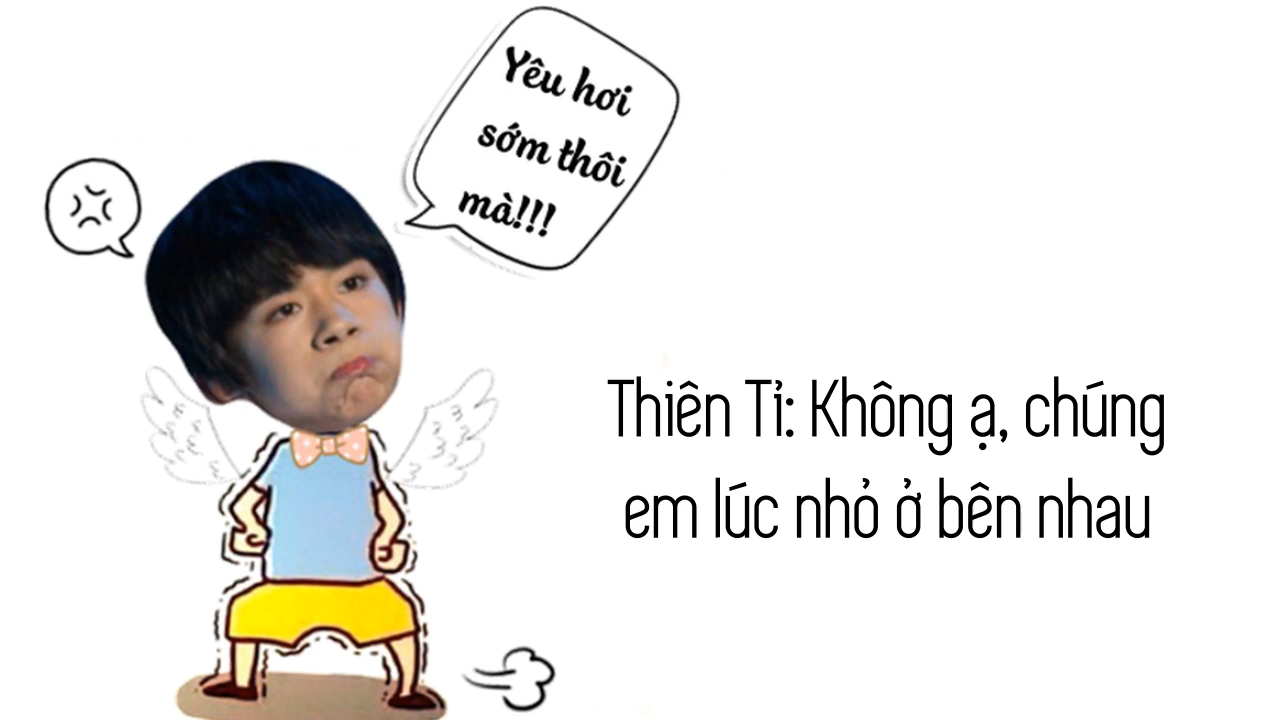 Yêu hơi
sớm thôi
mà!!!
Thiên Tỉ: Không ạ, chúng
em lúc nhỏ ở bên nhau